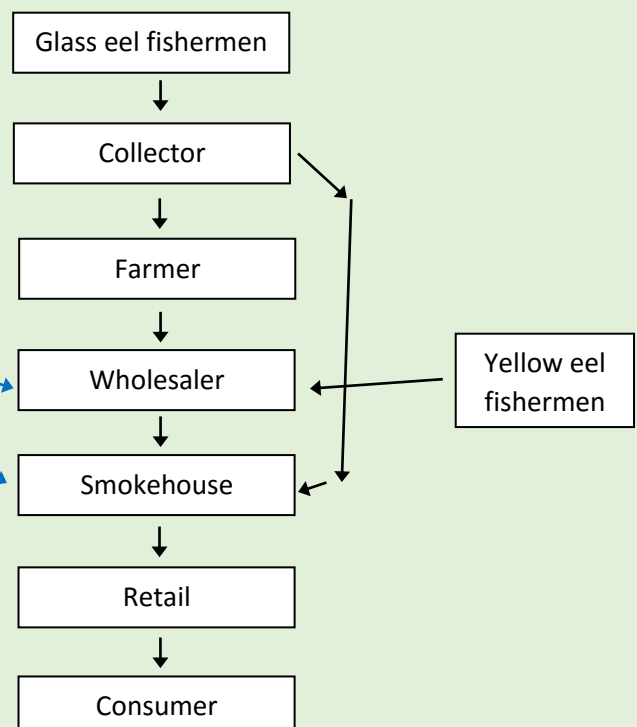 Glass eel fishermen
Collector
Farmer
Wholesaler
Yellow eel
fishermen
Smokehouse
Retail
Consumer